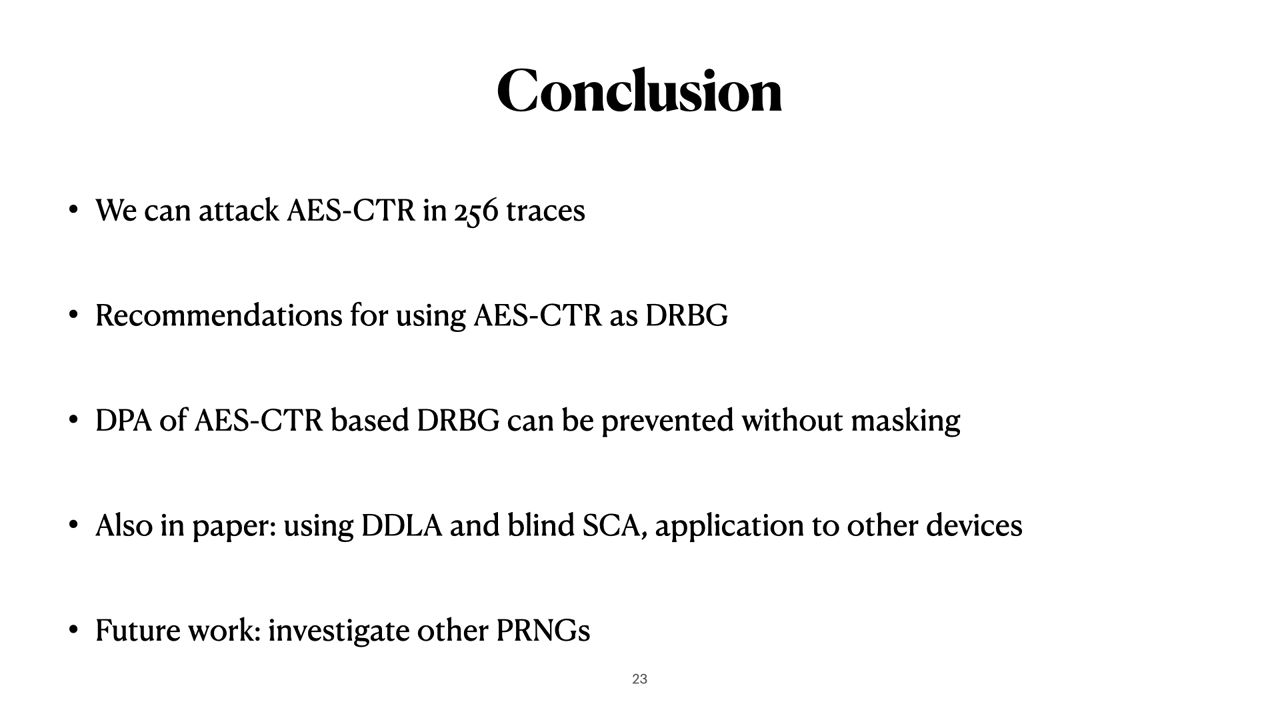 Conclusion
• We can attack AES-CTR in 256 traces
• Recommendations for using AES-CTR as DRBG
• DPA of AES-CTR based DRBG can be prevented without masking
• Also in paper: using DDLA and blind SCA, application to other devices
• Future work: investigate other PRNGs
23